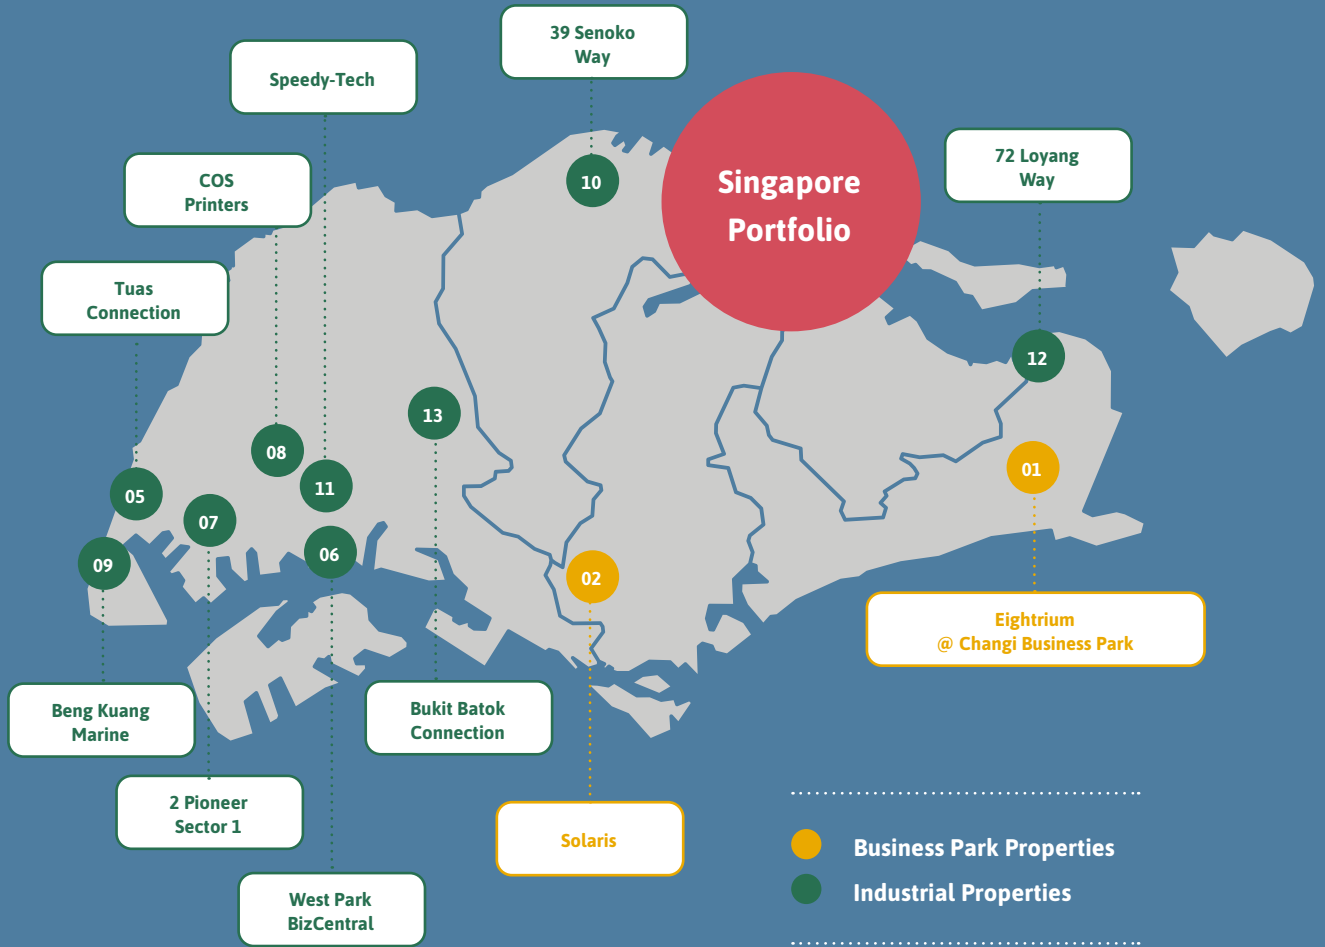 39 Senoko
Way
Speedy-Tech
72 Loyang
Way
COS
Printers
10
Singapore
Portfolio
Tuas
Connection
12
13
08
01
11
05
07
06
09
02
Eightrium
@ Changi Business Park
Beng Kuang
Marine
Bukit Batok
Connection
2 Pioneer
Sector 1
Solaris
Business Park Properties
Industrial Properties
West Park
BizCentral